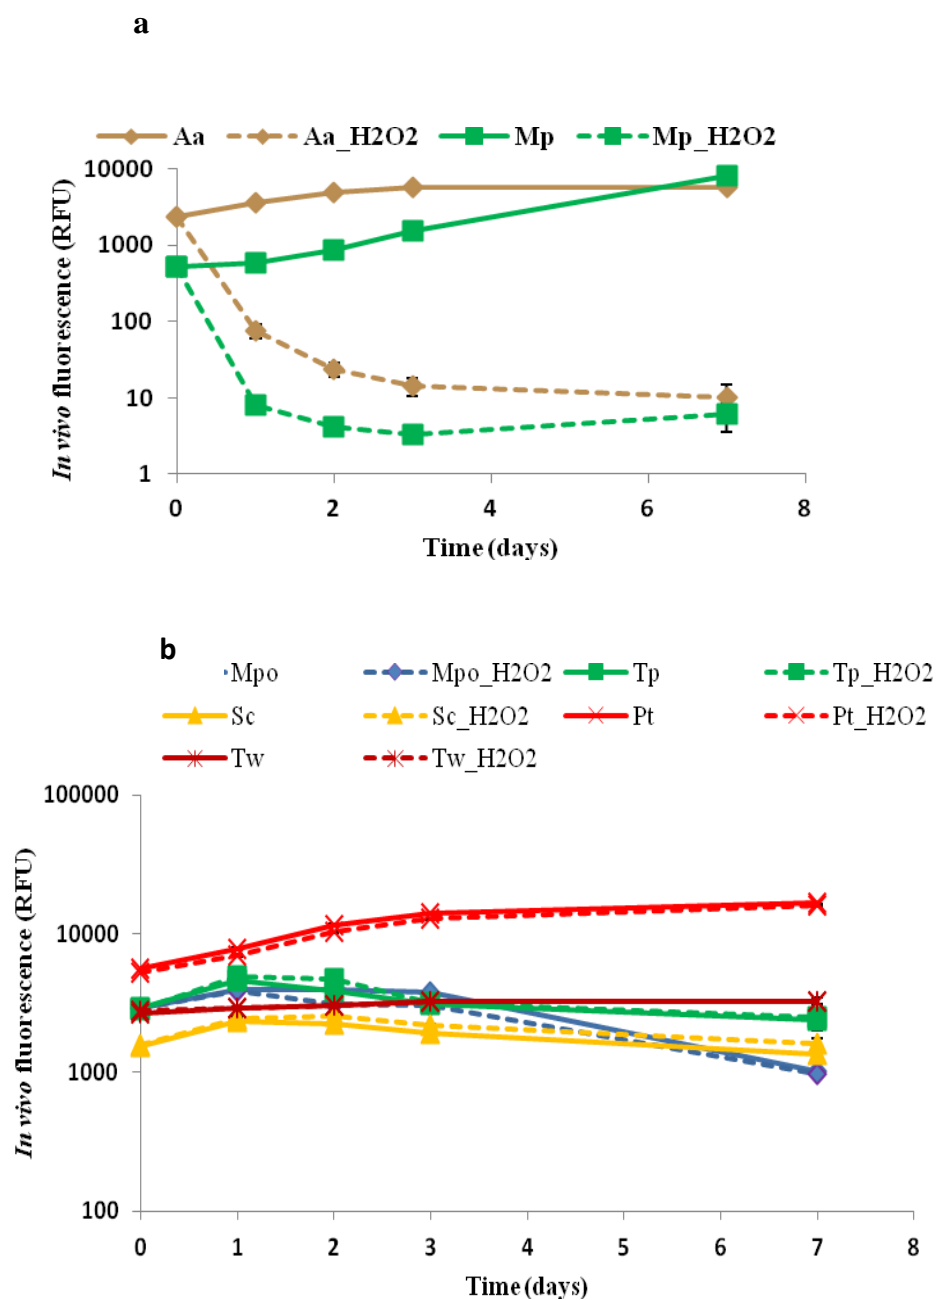 a
Aa Aa_H2O2 Mp Mp_H2O2
10000
1000
100
10
1
In vivo fluorescence (RFU)
0 2 4 6 8
Time (days)
b
Mpo Mpo_H2O2 Tp Tp_H2O2
Sc Sc_H2O2 Pt Pt_H2O2
Tw Tw_H2O2
100000
10000
1000
100
In vivo fluorescence (RFU)
0 1 2 3 4 5 6 7 8
Time (days)